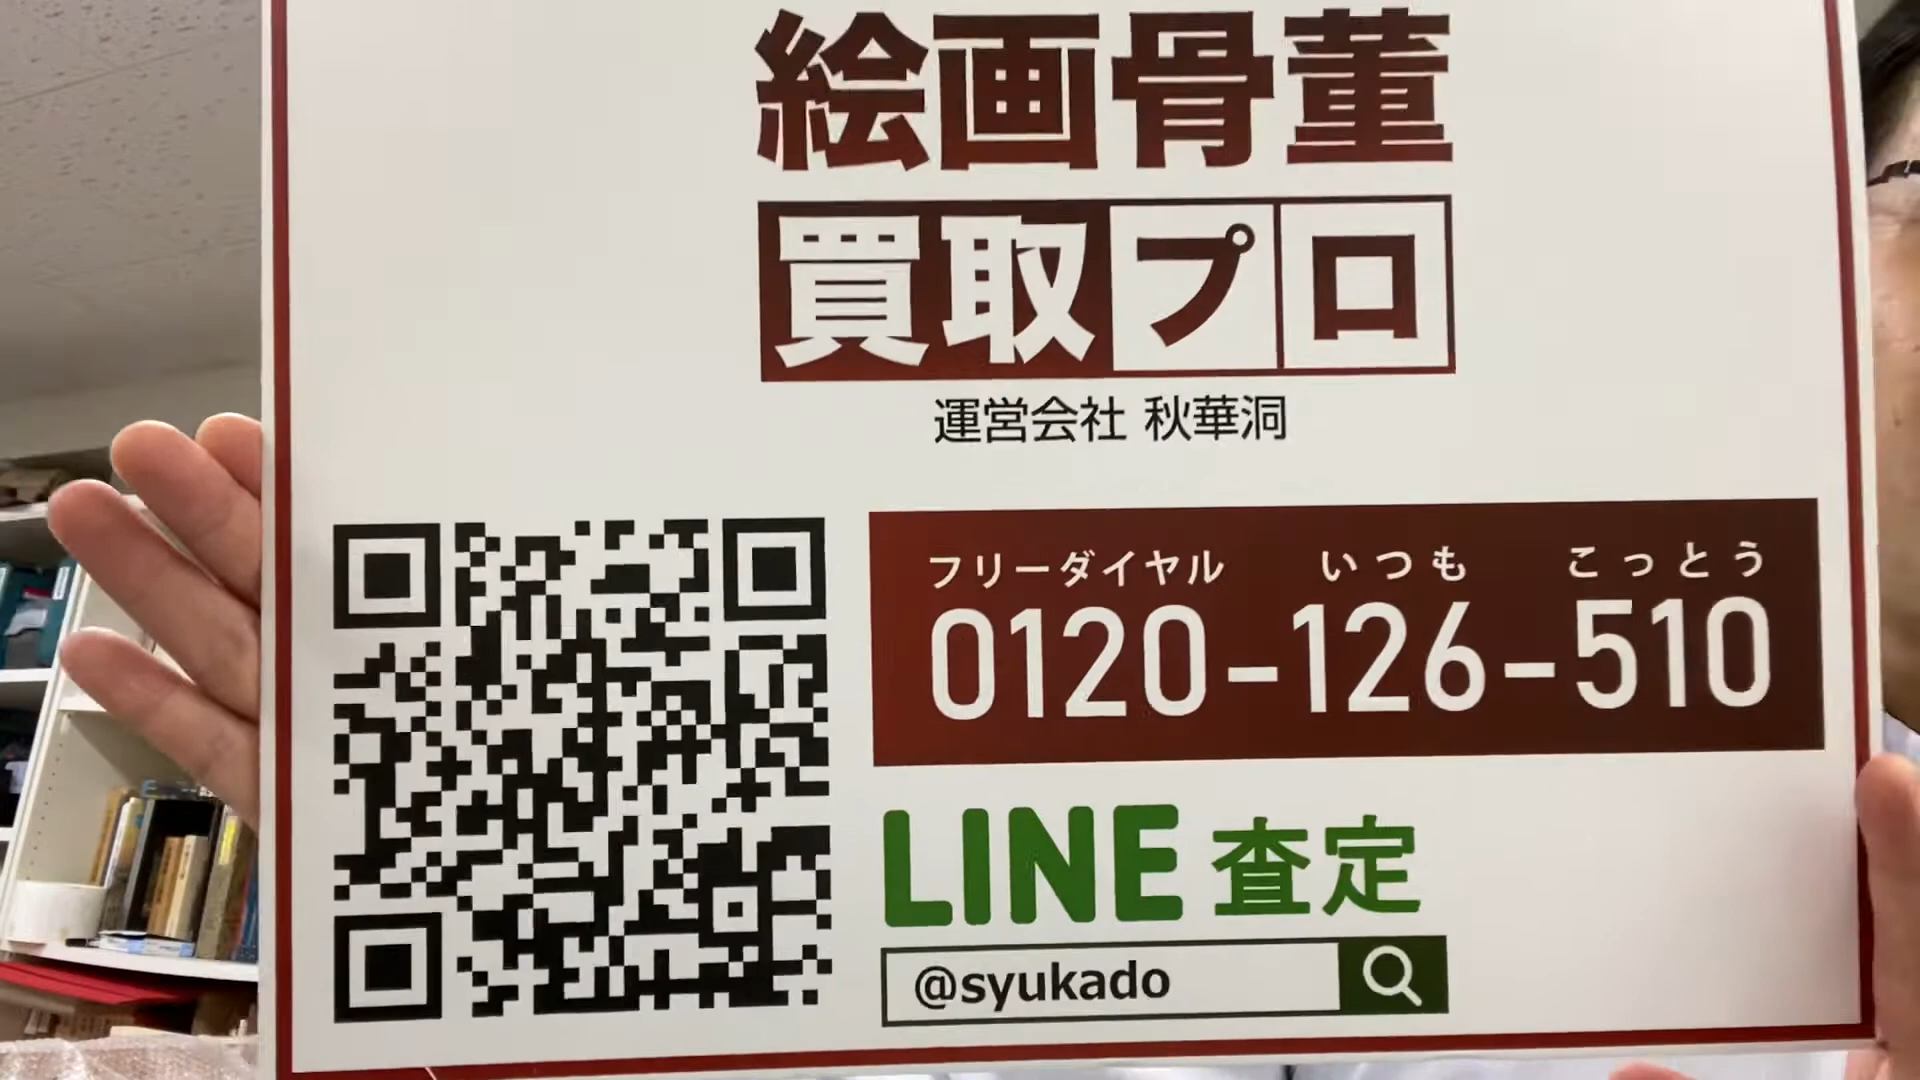 絵画骨董
買取プロ
運営会社 秋華洞
フリーダイヤル いつも こっとう
0120-126-510
LINE 査定
@syukado